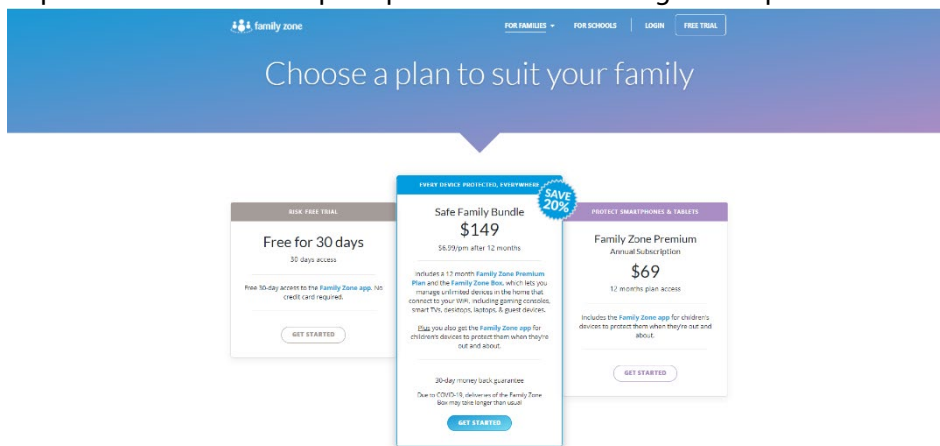 family zone
FOR FAMILIES
FOR SCHOOLS
LOGIN
FREE TRIAL
Choose a plan to suit your family
RISK FREE TRIAL
Free for 30 days
30 days access
Free 30-day access to the Family Zone app. No
credit card required.
GET STARTED
EVERY DEVICE PROTECTED, EVERYWHERE
SAVE
20%
Safe Family Bundle
$149
$6.99/pm after 12 months
Includes a 12 month Family Zone Premium
Plan and the Family Zone Box, which lets you
manage unlimited devices in the home that
connect to your WiFi, including gaming consoles,
smart TVs, desktops, laptops, & guest devices.
Plus you also get the Family Zone app for
children's devices to protect them when they're
out and about.
30-day money back guarantee
Due to COVID-19, deliveries of the Family Zone
Box may take longer than usual
GET STARTED
PROTECT SMARTPHONES & TABLETS
Family Zone Premium
Annual Subscription
$69
12 months plan access
Includes the Family Zone app for children's
devices to protect them when they're out and
about.
GET STARTED